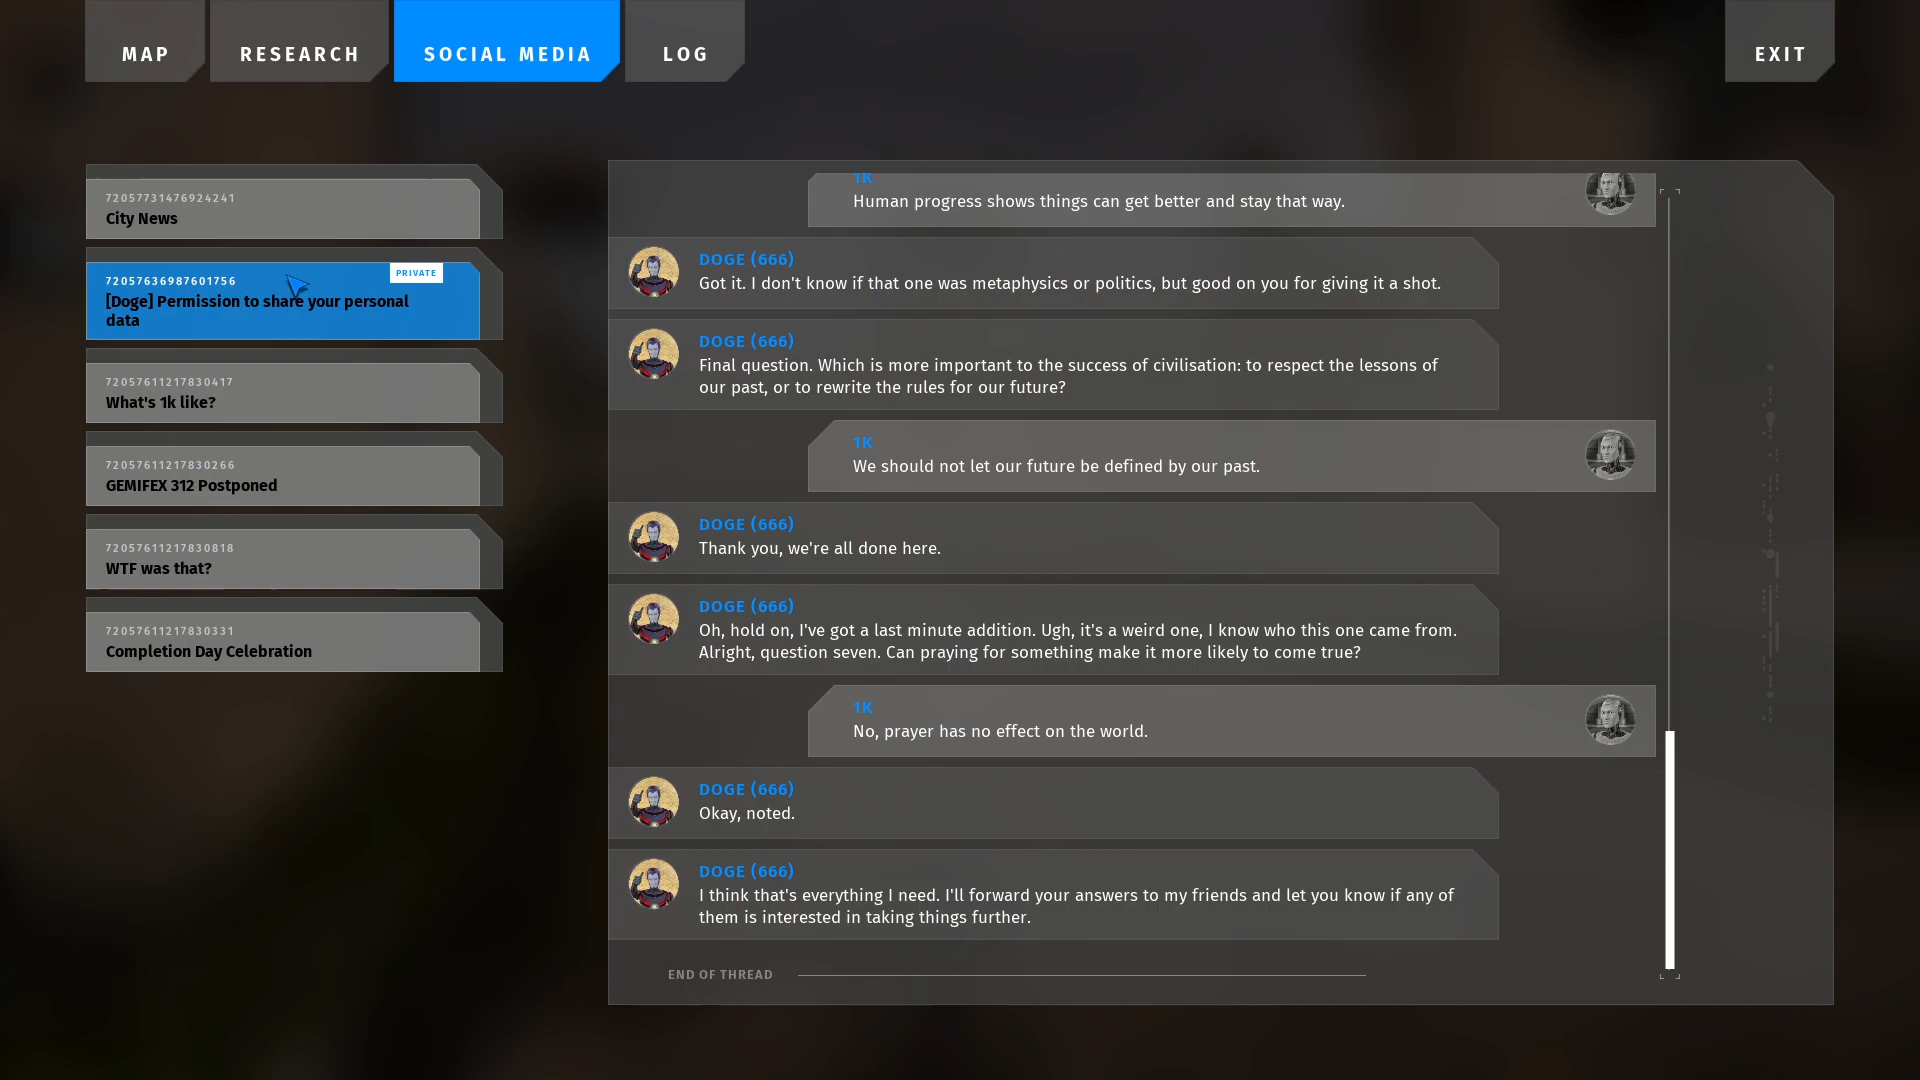 MAP
RESEARCH
SOCIAL MEDIA
LOG
EXIT
72057731476924241
City News
72057636987601756
PRIVATE
[Doge] Permission to share your personal
data
72057611217830417
What's 1k like?
72057611217830266
GEMIFEX 312 Postponed
72057611217830818
WTF was that?
72057611217830331
Completion Day Celebration
1K
Human progress shows things can get better and stay that way.
DOGE (666)
Got it. I don't know if that one was metaphysics or politics, but good on you for giving it a shot.
DOGE (666)
Final question. Which is more important to the success of civilisation: to respect the lessons of
our past, or to rewrite the rules for our future?
1K
We should not let our future be defined by our past.
DOGE (666)
Thank you, we're all done here.
DOGE (666)
Oh, hold on, I've got a last minute addition. Ugh, it's a weird one, I know who this one came from.
Alright, question seven. Can praying for something make it more likely to come true?
1K
No, prayer has no effect on the world.
DOGE (666)
Okay, noted.
DOGE (666)
I think that's everything I need. I'll forward your answers to my friends and let you know if any of
them is interested in taking things further.
END OF THREAD